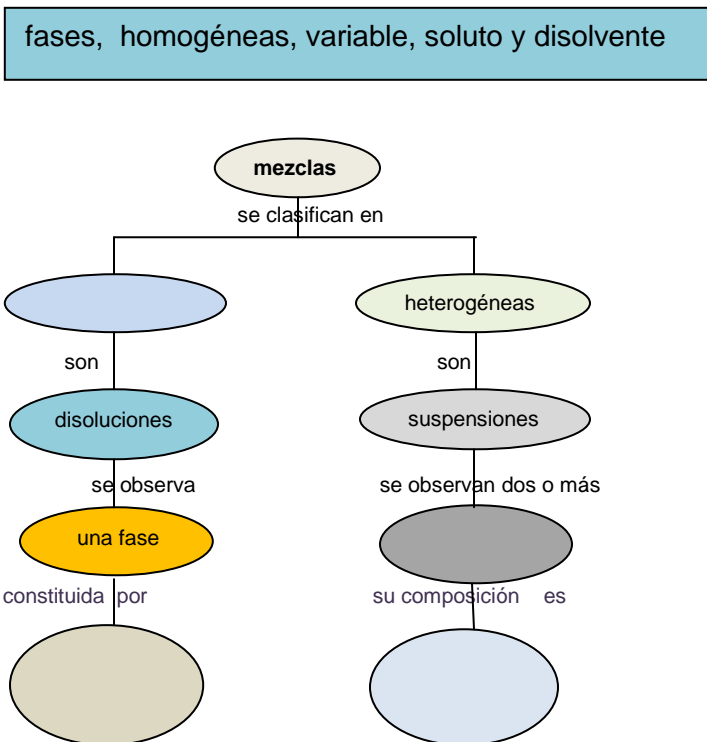 fases, homogéneas, variable, soluto y disolvente
mezclas
se clasifican en
heterogéneas
son
son
disoluciones
suspensiones
se observa
se observan dos o más
una fase
constituida por
su composición es